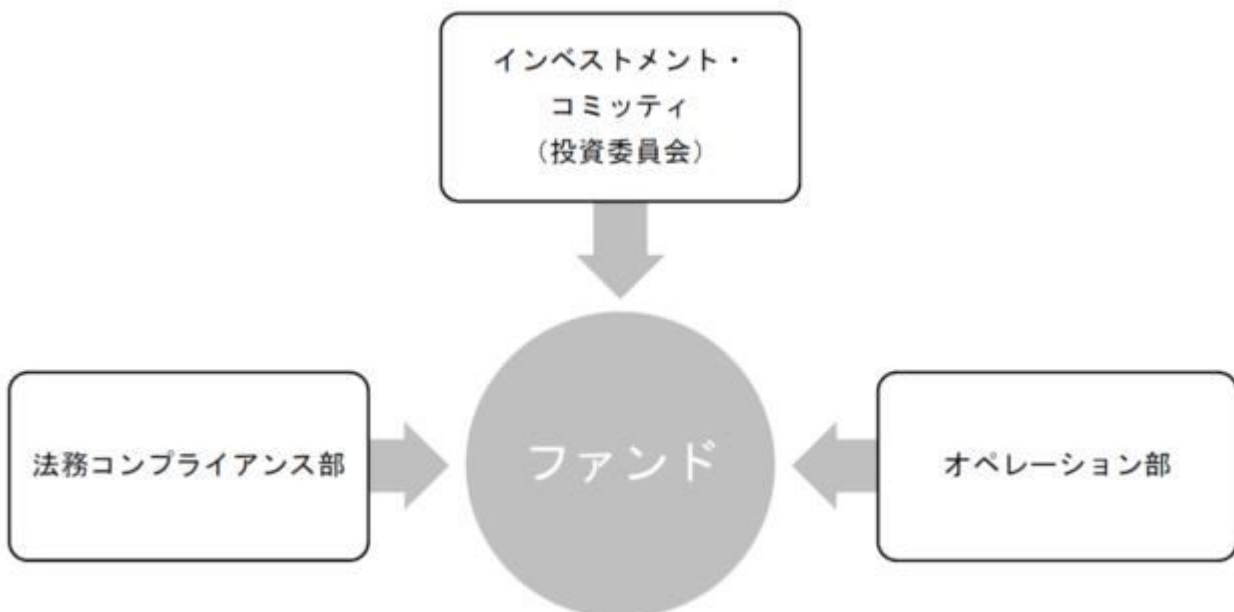 インベストメント・
コミッティ
（投資委員会）
法務コンプライアンス部
ファンド
オペレーション部